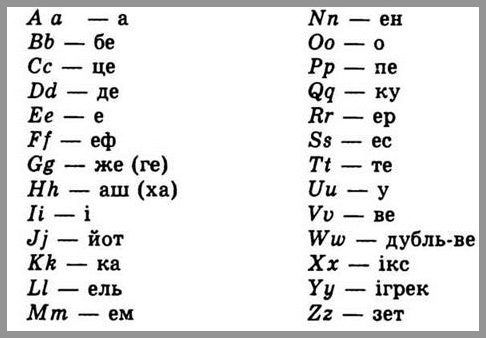 A a — а
Bb — бе
Cc — це
Dd — де
Ee — е
Ff — еф
Gg — же (ге)
Hh — аш (ха)
Ii — і
Jj — йот
Kk — ка
Ll — ель
Mm — ем
Nn — ен
Oo — о
Pp — пе
Qq — ку
Rr — ер
Ss — ес
Tt — те
Uu — у
Vv — ве
Ww — дубль-ве
Xx — ікс
Yy — ігрек
Zz — зет